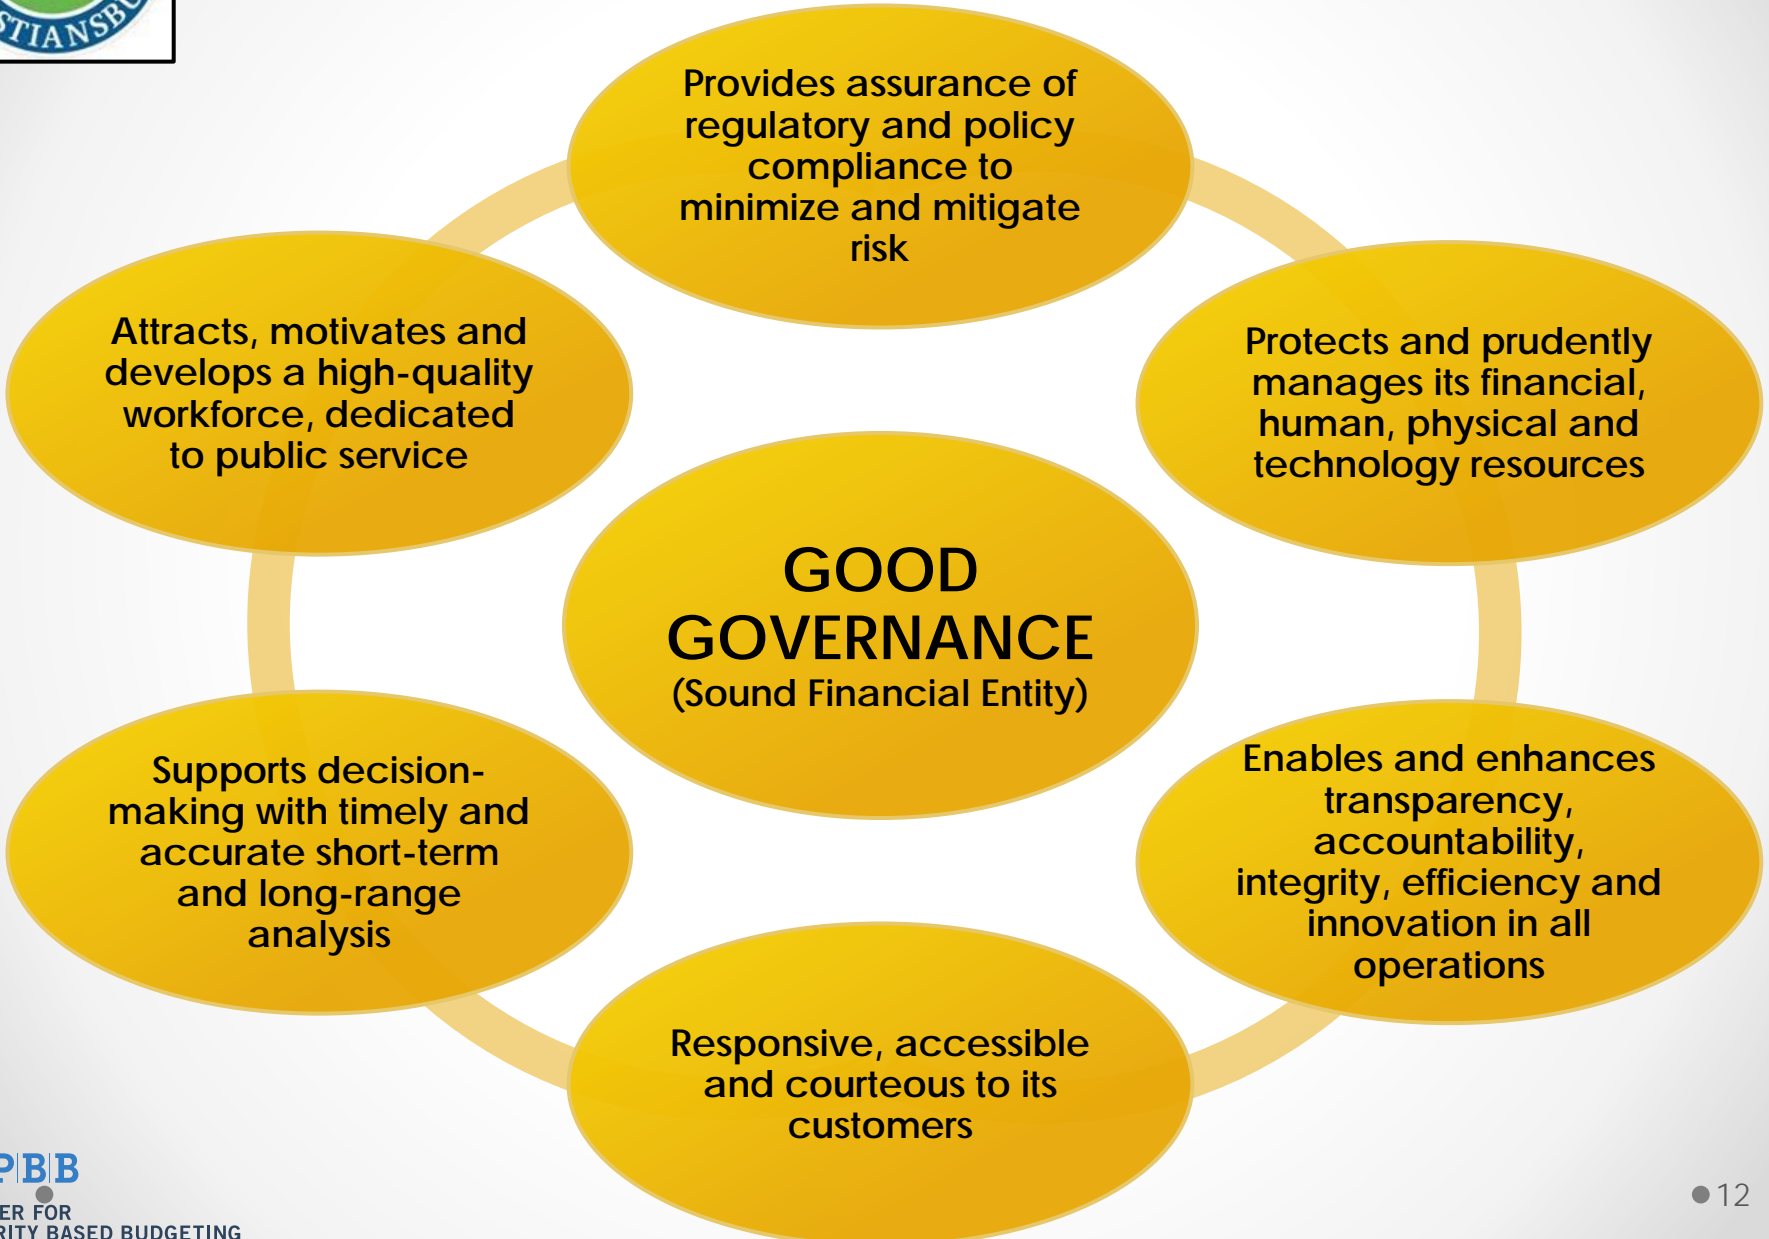 Provides assurance of
regulatory and policy
compliance to
minimize and mitigate
risk
Attracts, motivates and
develops a high-quality
workforce, dedicated
to public service
Protects and prudently
manages its financial,
human, physical and
technology resources
GOOD
GOVERNANCE
(Sound Financial Entity)
Supports decision-
making with timely and
accurate short-term
and long-range
analysis
Enables and enhances
transparency,
accountability,
integrity, efficiency and
innovation in all
operations
Responsive, accessible
and courteous to its
customers
P|B|B
FOR
BASED BUDGETING
12